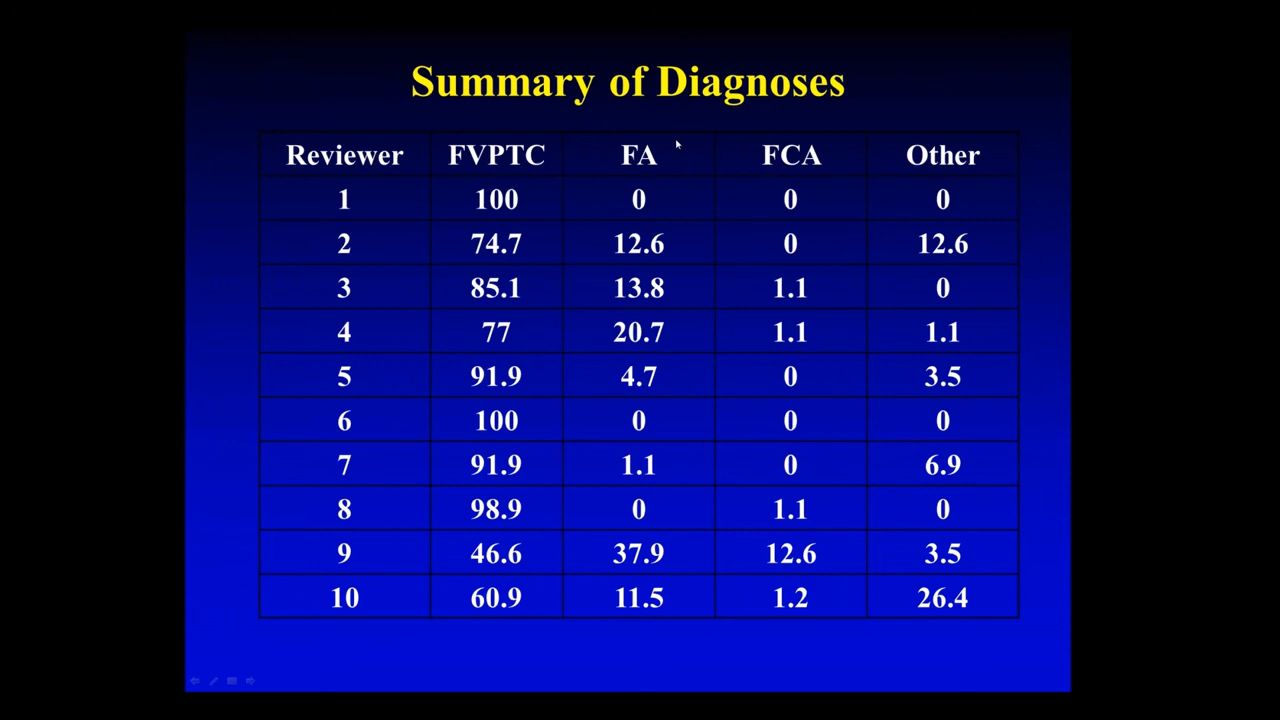 Summary of Diagnoses
Reviewer FVPTC FA FCA Other
1 100 0 0 0
2 74.7 12.6 0 12.6
3 85.1 13.8 1.1 0
4 77 20.7 1.1 1.1
5 91.9 4.7 0 3.5
6 100 0 0 0
7 91.9 1.1 0 6.9
8 98.9 0 1.1 0
9 46.6 37.9 12.6 3.5
10 60.9 11.5 1.2 26.4